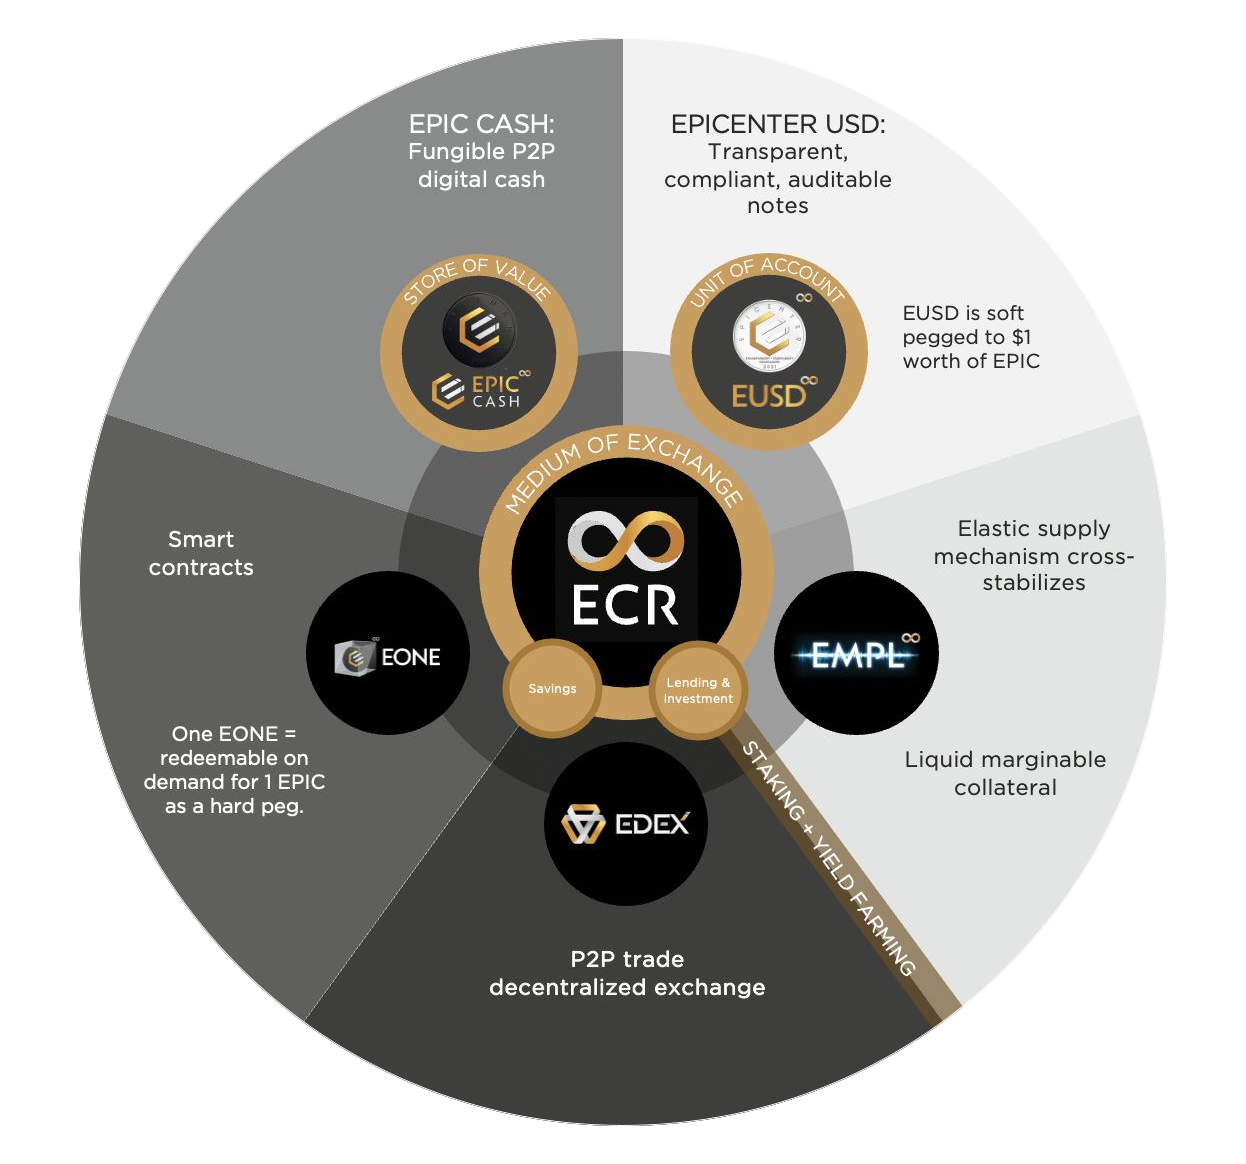 EPIC CASH:
Fungible P2P
digital cash
EPICENTER USD:
Transparent,
compliant, auditable
notes
STORE OF VALUE
EPIC
CASH
UNIT OF ACCOUNT
EPICENTER
2021
EUSD
EUSD is soft
pegged to $1
worth of EPIC
MEDIUM OF EXCHANGE
ECR
Smart
contracts
Elastic supply
mechanism cross-
stabilizes
EONE
EMPL
Savings
Lending &
Investment
One EONE =
redeemable on
demand for 1 EPIC
as a hard peg.
Liquid marginable
collateral
STAKING + YIELD FARMING
EDEX
P2P trade
decentralized exchange